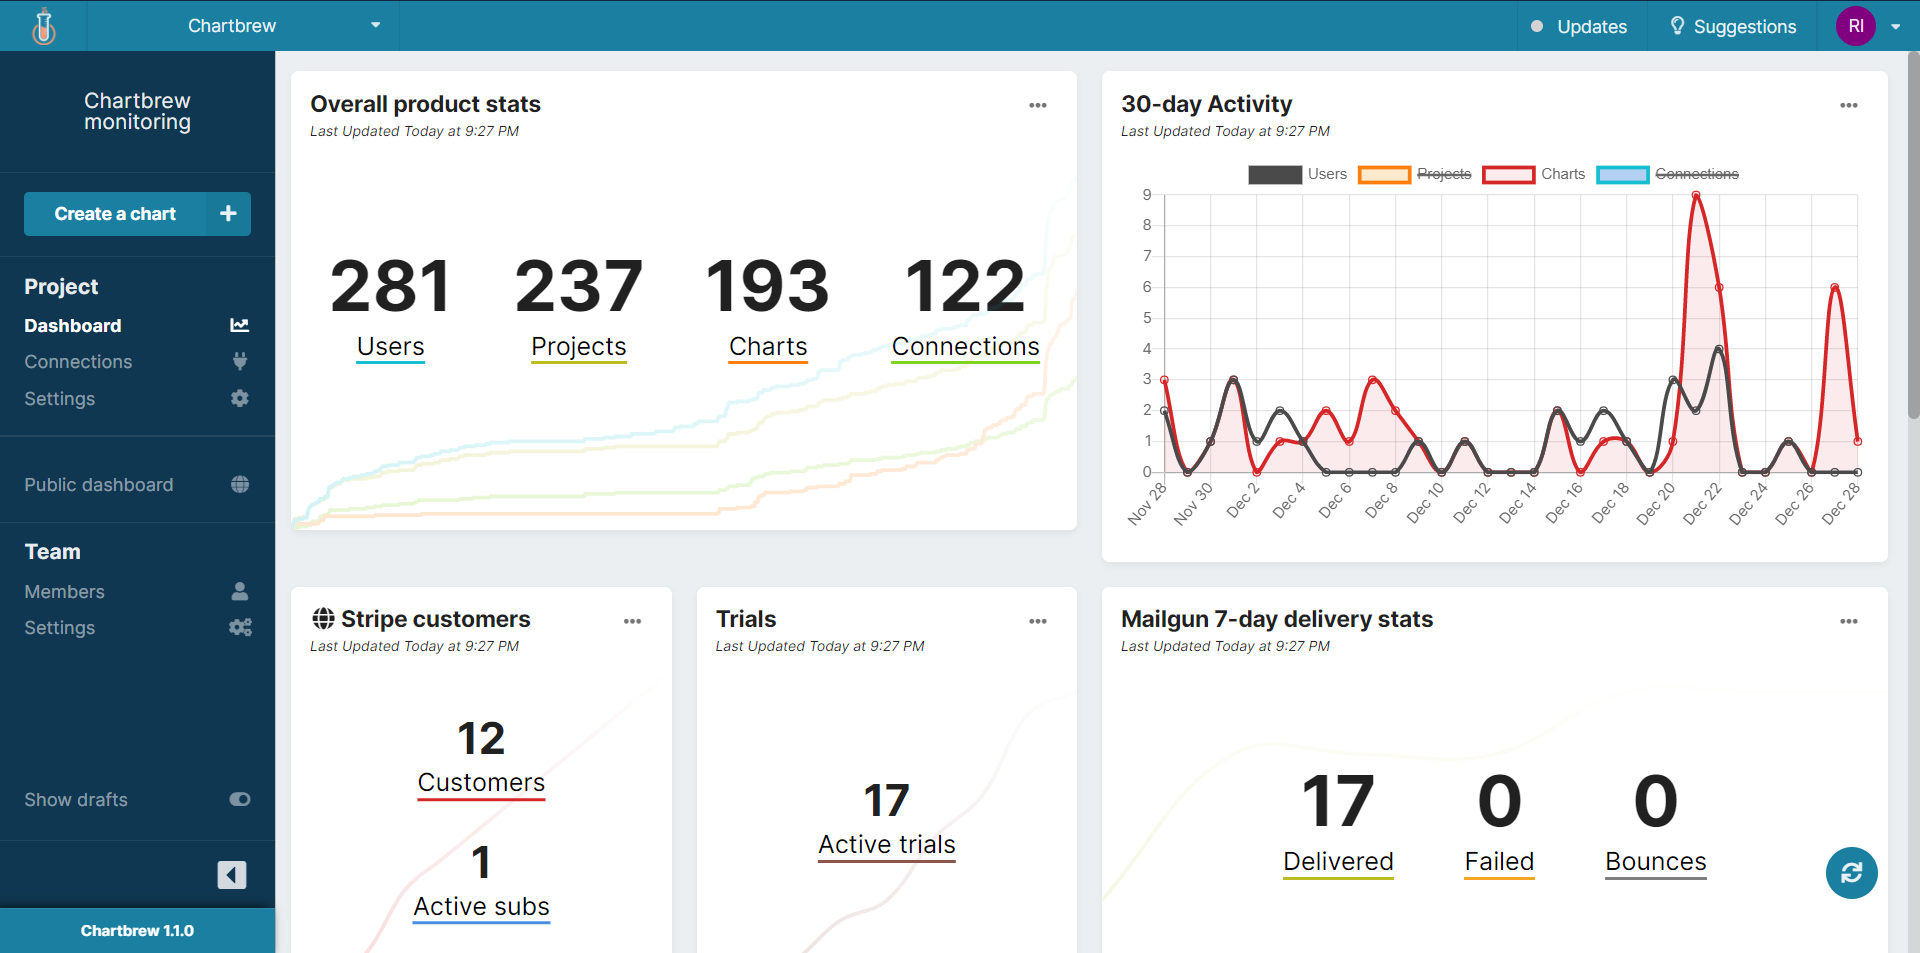 Chartbrew
Updates
Suggestions
RI
Chartbrew
monitoring
Create a chart
Project
Dashboard
Connections
Settings
Public dashboard
Team
Members
Settings
Show drafts
Chartbrew 1.1.0
Overall product stats
Last Updated Today at 9:27 PM
281 237 193 122
Users Projects Charts Connections
30-day Activity
Last Updated Today at 9:27 PM
Users Projects Charts Connections
9
8
7
6
5
4
3
2
1
0
Nov 28 Nov 30 Dec 2 Dec 4 Dec 6 Dec 8 Dec 10 Dec 12 Dec 14 Dec 16 Dec 18 Dec 20 Dec 22 Dec 24 Dec 26 Dec 28
Stripe customers
Last Updated Today at 9:27 PM
12
Customers
1
Active subs
Trials
Last Updated Today at 9:27 PM
17
Active trials
Mailgun 7-day delivery stats
Last Updated Today at 9:27 PM
17 0 0
Delivered Failed Bounces